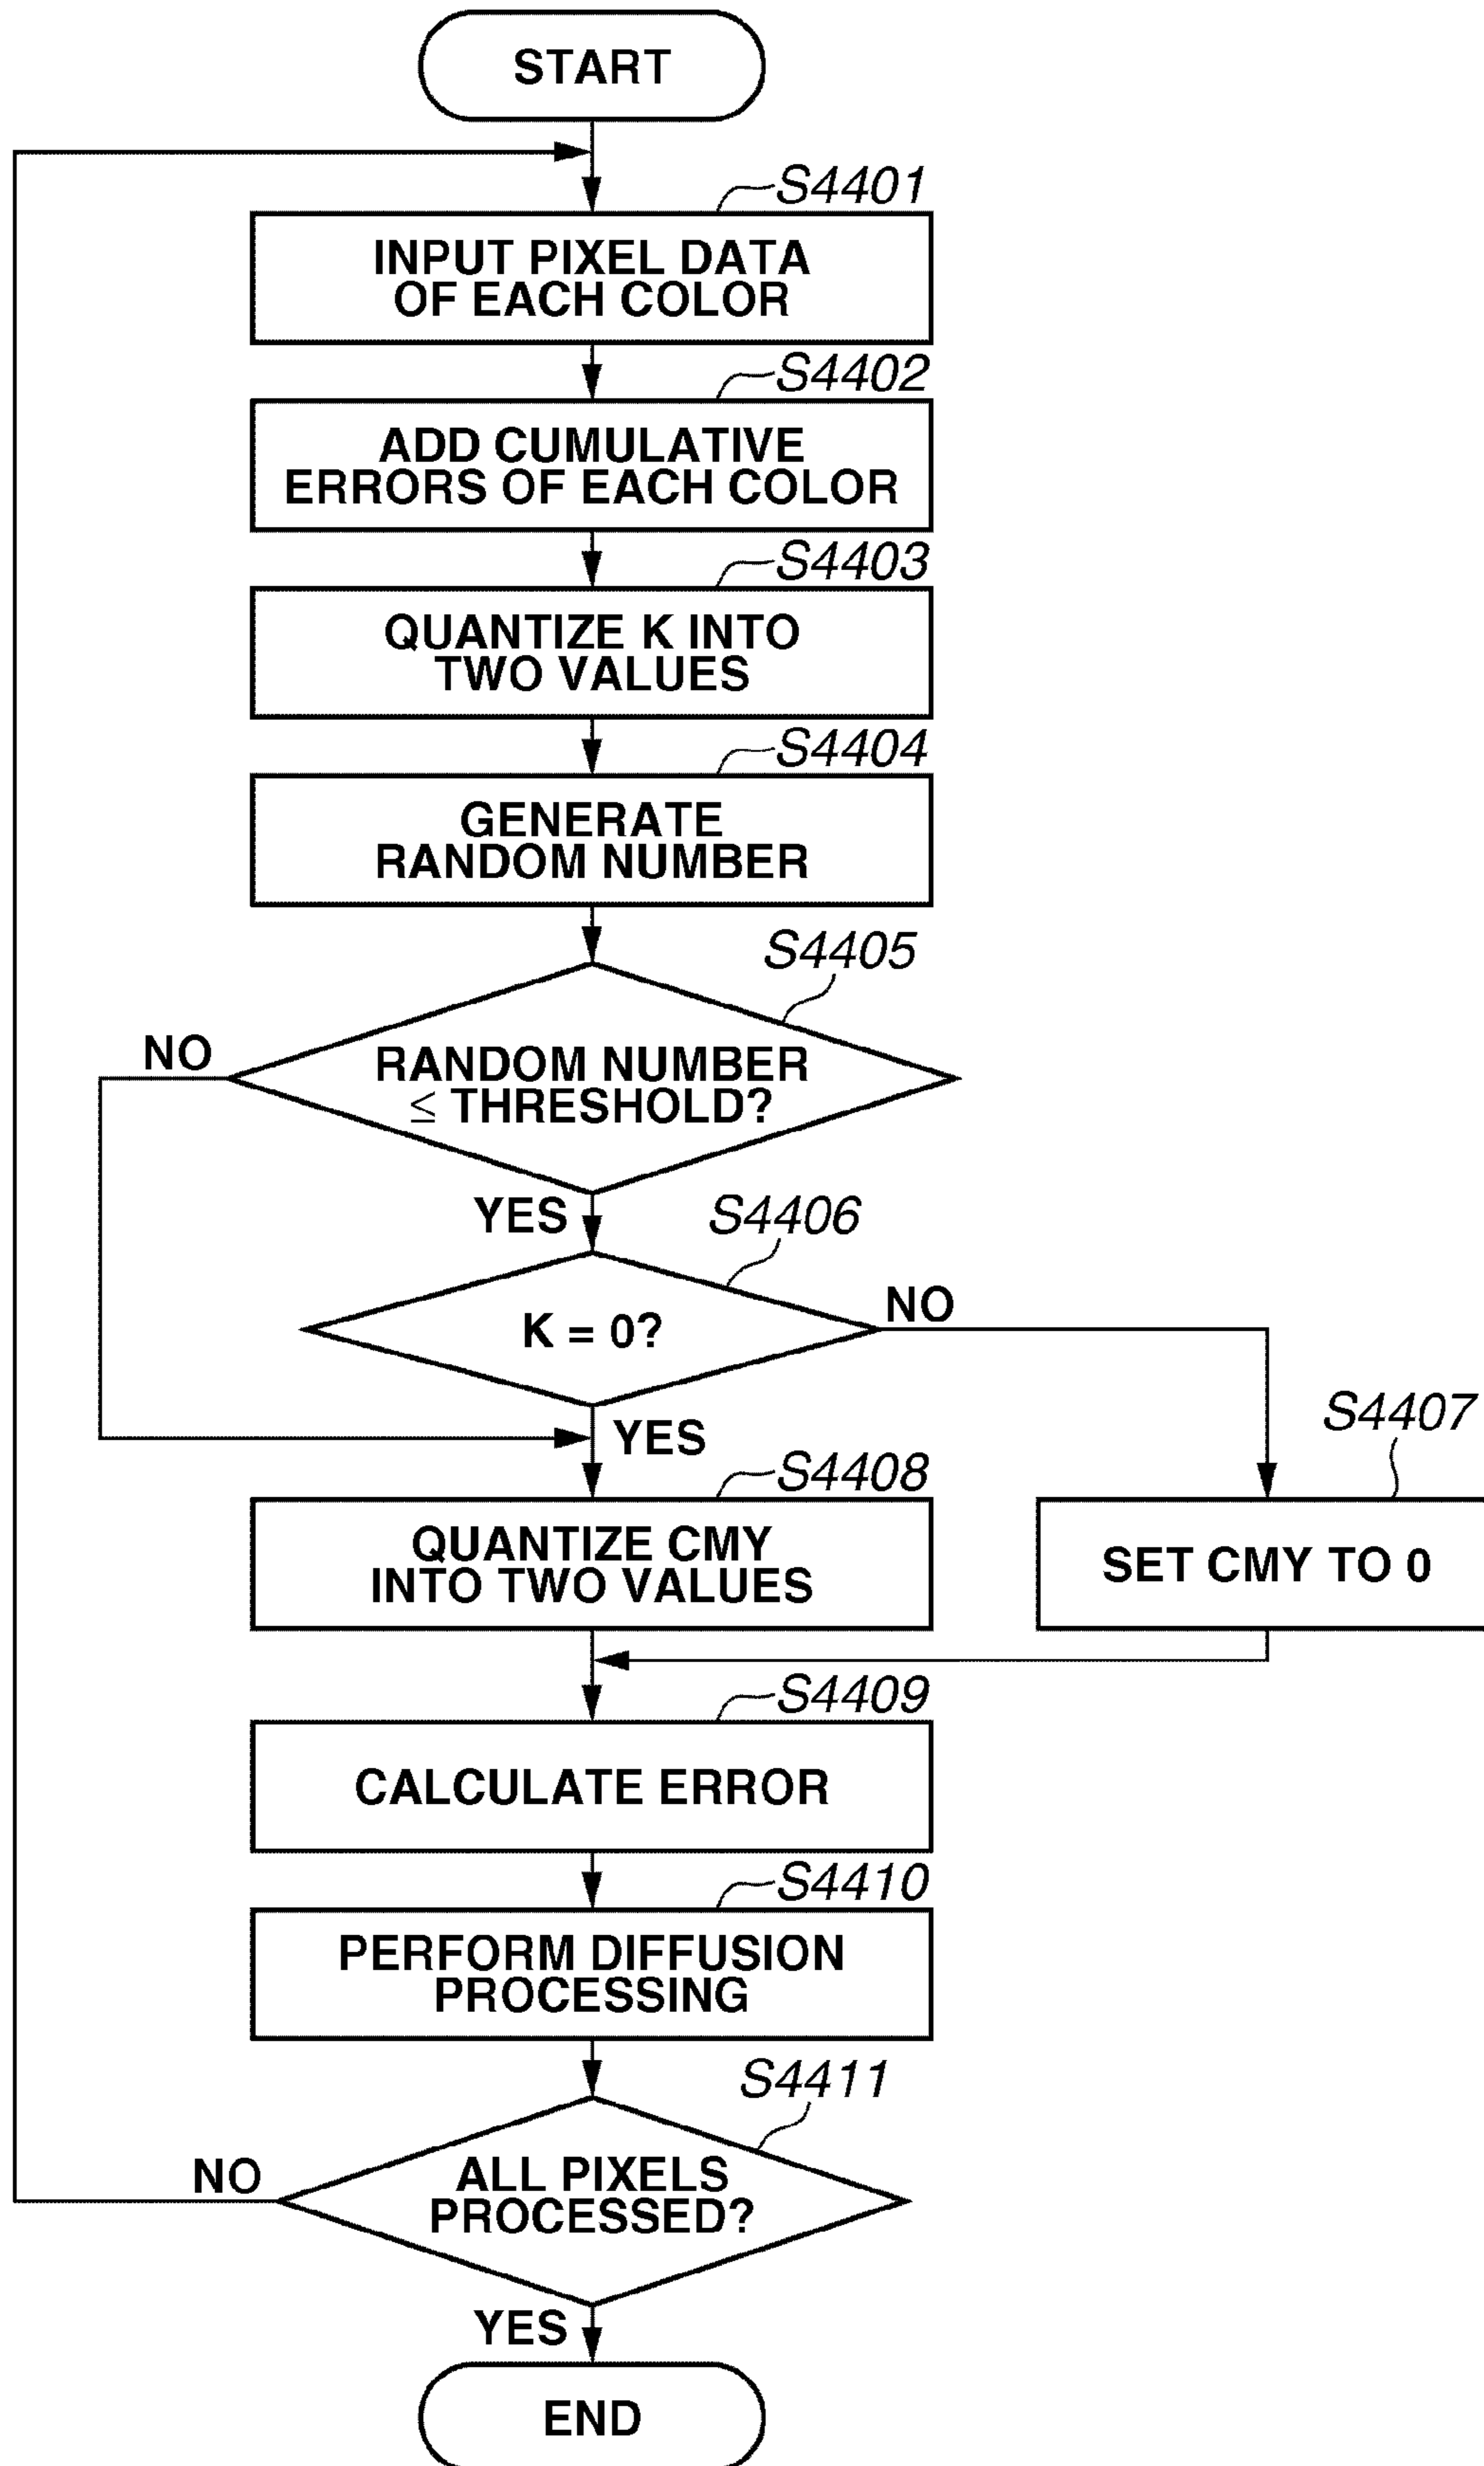 START
S4401
INPUT PIXEL DATA
OF EACH COLOR
S4402
ADD CUMULATIVE
ERRORS OF EACH COLOR
S4403
QUANTIZE K INTO
TWO VALUES
S4404
GENERATE
RANDOM NUMBER
S4405
NO
RANDOM NUMBER
≤ THRESHOLD?
YES
S4406
K = 0?
NO
YES
S4407
S4408
QUANTIZE CMY
INTO TWO VALUES
SET CMY TO 0
S4409
CALCULATE ERROR
S4410
PERFORM DIFFUSION
PROCESSING
S4411
NO
ALL PIXELS
PROCESSED?
YES
END